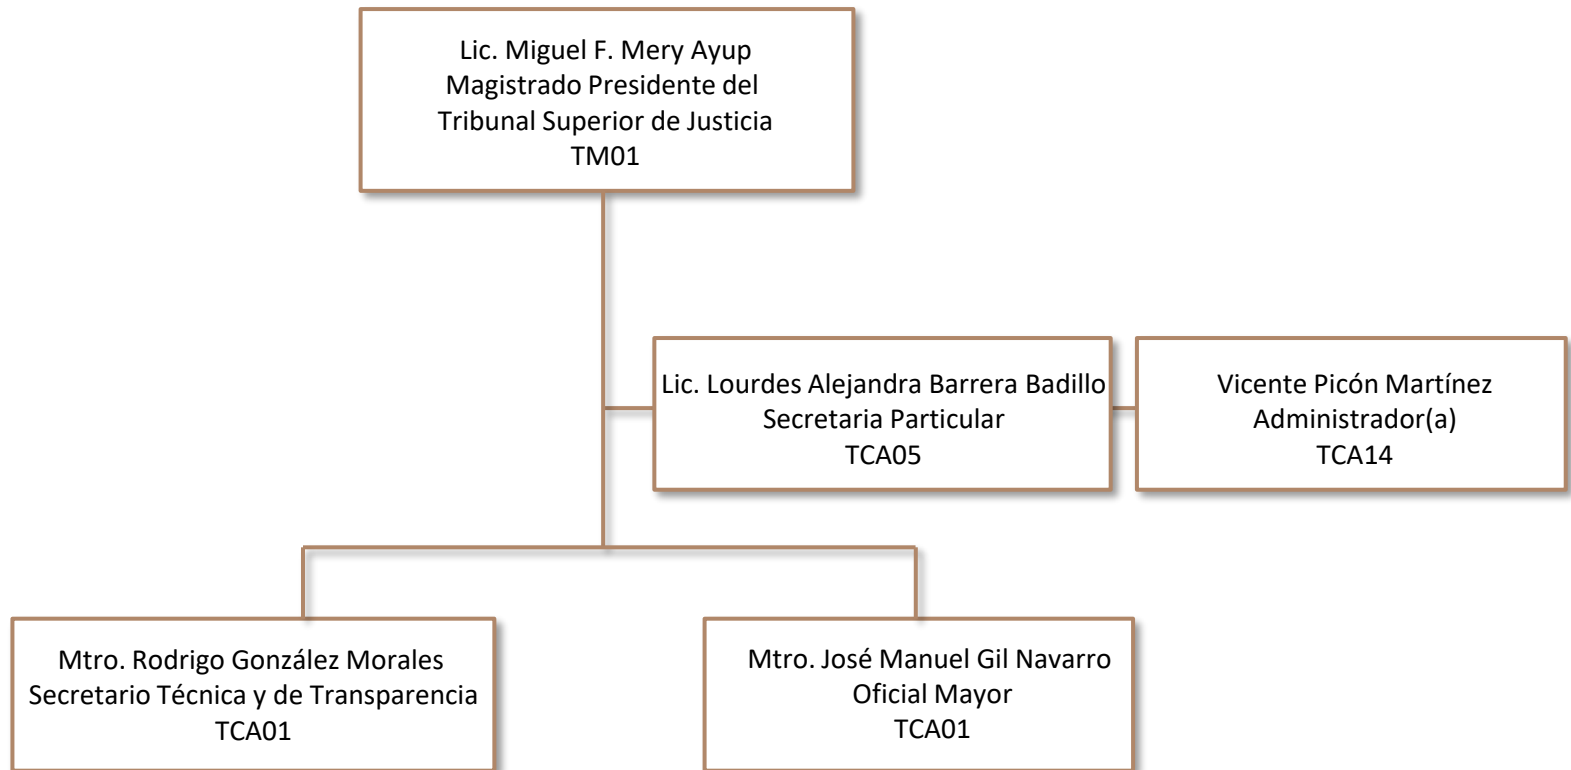 Lic. Miguel F. Mery Ayup
Magistrado Presidente del
Tribunal Superior de Justicia
TM01
Lic. Lourdes Alejandra Barrera Badillo
Secretaria Particular
TCA05
Vicente Picón Martínez
Administrador(a)
TCA14
Mtro. Rodrigo González Morales
Secretario Técnica y de Transparencia
TCA01
Mtro. José Manuel Gil Navarro
Oficial Mayor
TCA01